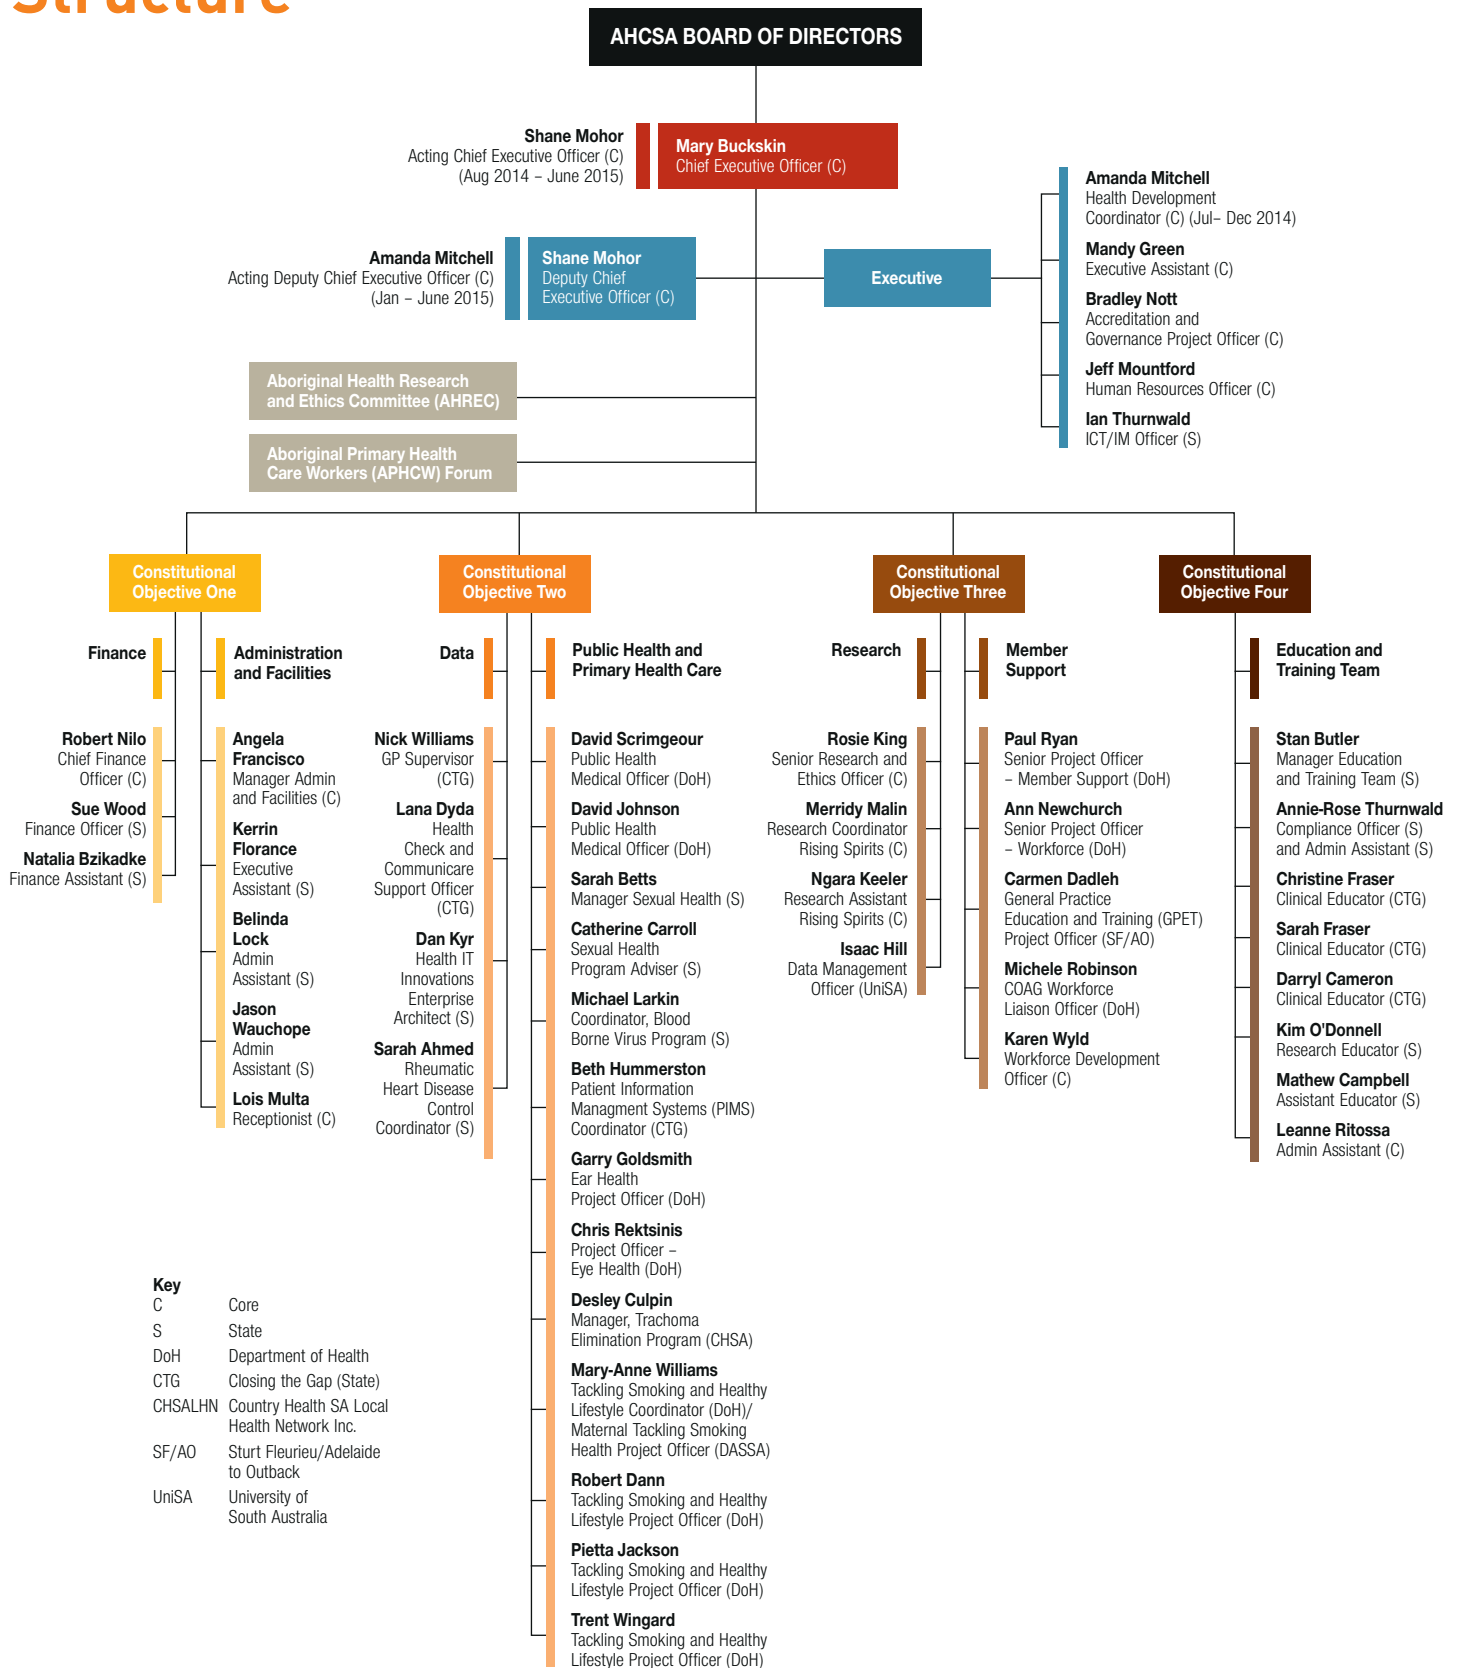 Structure
AHCSA BOARD OF DIRECTORS
Shane Mohor
Acting Chief Executive Officer (C)
(Aug 2014 – June 2015)
Mary Buckskin
Chief Executive Officer (C)
Amanda Mitchell
Acting Deputy Chief Executive Officer (C)
(Jan – June 2015)
Shane Mohor
Deputy Chief
Executive Officer (C)
Executive
Amanda Mitchell
Health Development
Coordinator (C) (Jul– Dec 2014)
Mandy Green
Executive Assistant (C)
Bradley Nott
Accreditation and
Governance Project Officer (C)
Jeff Mountford
Human Resources Officer (C)
Ian Thurnwald
ICT/IM Officer (S)
Aboriginal Health Research
and Ethics Committee (AHREC)
Aboriginal Primary Health
Care Workers (APHCW) Forum
Constitutional
Objective One
Finance
Robert Nilo
Chief Finance
Officer (C)
Sue Wood
Finance Officer (S)
Natalia Bzikadke
Finance Assistant (S)
Administration
and Facilities
Angela
Francisco
Manager Admin
and Facilities (C)
Kerrin
Florance
Executive
Assistant (S)
Belinda
Lock
Admin
Assistant (S)
Jason
Wauchope
Admin
Assistant (S)
Lois Multa
Receptionist (C)
Constitutional
Objective Two
Data
Nick Williams
GP Supervisor
(CTG)
Lana Dyda
Health
Check and
Communicare
Support Officer
(CTG)
Dan Kyr
Health IT
Innovations
Enterprise
Architect (S)
Sarah Ahmed
Rheumatic
Heart Disease
Control
Coordinator (S)
Public Health and
Primary Health Care
David Scrimgeour
Public Health
Medical Officer (DoH)
David Johnson
Public Health
Medical Officer (DoH)
Sarah Betts
Manager Sexual Health (S)
Catherine Carroll
Sexual Health
Program Adviser (S)
Michael Larkin
Coordinator, Blood
Borne Virus Program (S)
Beth Hummerston
Patient Information
Managment Systems (PIMS)
Coordinator (CTG)
Garry Goldsmith
Ear Health
Project Officer (DoH)
Chris Rektsinis
Project Officer –
Eye Health (DoH)
Desley Culpin
Manager, Trachoma
Elimination Program (CHSA)
Mary-Anne Williams
Tackling Smoking and Healthy
Lifestyle Coordinator (DoH)/
Maternal Tackling Smoking
Health Project Officer (DASSA)
Robert Dann
Tackling Smoking and Healthy
Lifestyle Project Officer (DoH)
Pietta Jackson
Tackling Smoking and Healthy
Lifestyle Project Officer (DoH)
Trent Wingard
Tackling Smoking and Healthy
Lifestyle Project Officer (DoH)
Constitutional
Objective Three
Research
Rosie King
Senior Research and
Ethics Officer (C)
Merridy Malin
Research Coordinator
Rising Spirits (C)
Ngara Keeler
Research Assistant
Rising Spirits (C)
Isaac Hill
Data Management
Officer (UniSA)
Member
Support
Paul Ryan
Senior Project Officer
– Member Support (DoH)
Ann Newchurch
Senior Project Officer
– Workforce (DoH)
Carmen Dadleh
General Practice
Education and Training (GPET)
Project Officer (SF/AO)
Michele Robinson
COAG Workforce
Liaison Officer (DoH)
Karen Wyld
Workforce Development
Officer (C)
Constitutional
Objective Four
Education and
Training Team
Stan Butler
Manager Education
and Training Team (S)
Annie-Rose Thurnwald
Compliance Officer (S)
and Admin Assistant (S)
Christine Fraser
Clinical Educator (CTG)
Sarah Fraser
Clinical Educator (CTG)
Darryl Cameron
Clinical Educator (CTG)
Kim O'Donnell
Research Educator (S)
Mathew Campbell
Assistant Educator (S)
Leanne Ritossa
Admin Assistant (C)
Key
C Core
S State
DoH Department of Health
CTG Closing the Gap (State)
CHSALHN Country Health SA Local
Health Network Inc.
SF/AO Sturt Fleurieu/Adelaide
to Outback
UniSA University of
South Australia